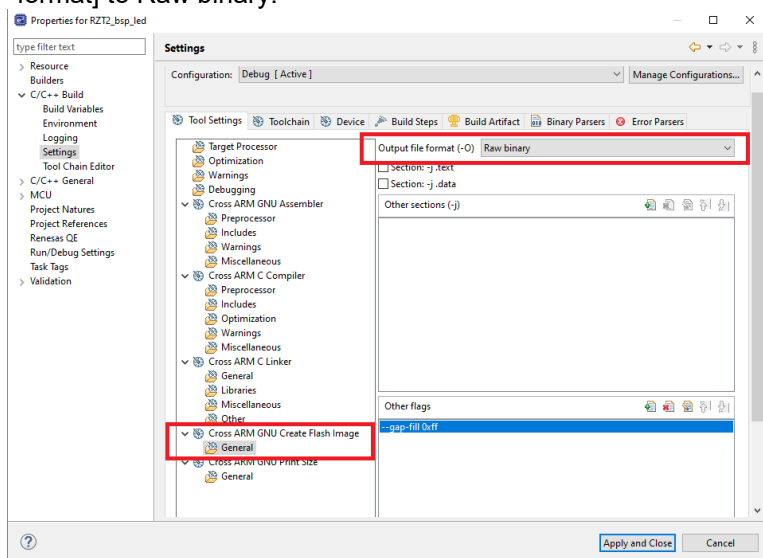 format] to Raw binary.
Properties for RZT2_bsp_led
type filter text
Settings
Resource
Builders
C/C++ Build
Build Variables
Environment
Logging
Settings
Tool Chain Editor
C/C++ General
MCU
Project Natures
Project References
Renesas QE
Run/Debug Settings
Task Tags
Validation
Configuration: Debug [ Active ]
Manage Configurations...
Tool Settings Toolchain Device Build Steps Build Artifact Binary Parsers Error Parsers
Target Processor
Optimization
Warnings
Debugging
Cross ARM GNU Assembler
Preprocessor
Includes
Warnings
Miscellaneous
Cross ARM C Compiler
Preprocessor
Includes
Optimization
Warnings
Miscellaneous
Cross ARM C Linker
General
Libraries
Miscellaneous
Other
Cross ARM GNU Create Flash Image
General
Cross ARM GNU Print Size
General
Output file format (-O) Raw binary
Section: -j .text
Section: -j .data
Other sections (-j)
Other flags
--gap-fill 0xff
Apply and Close
Cancel